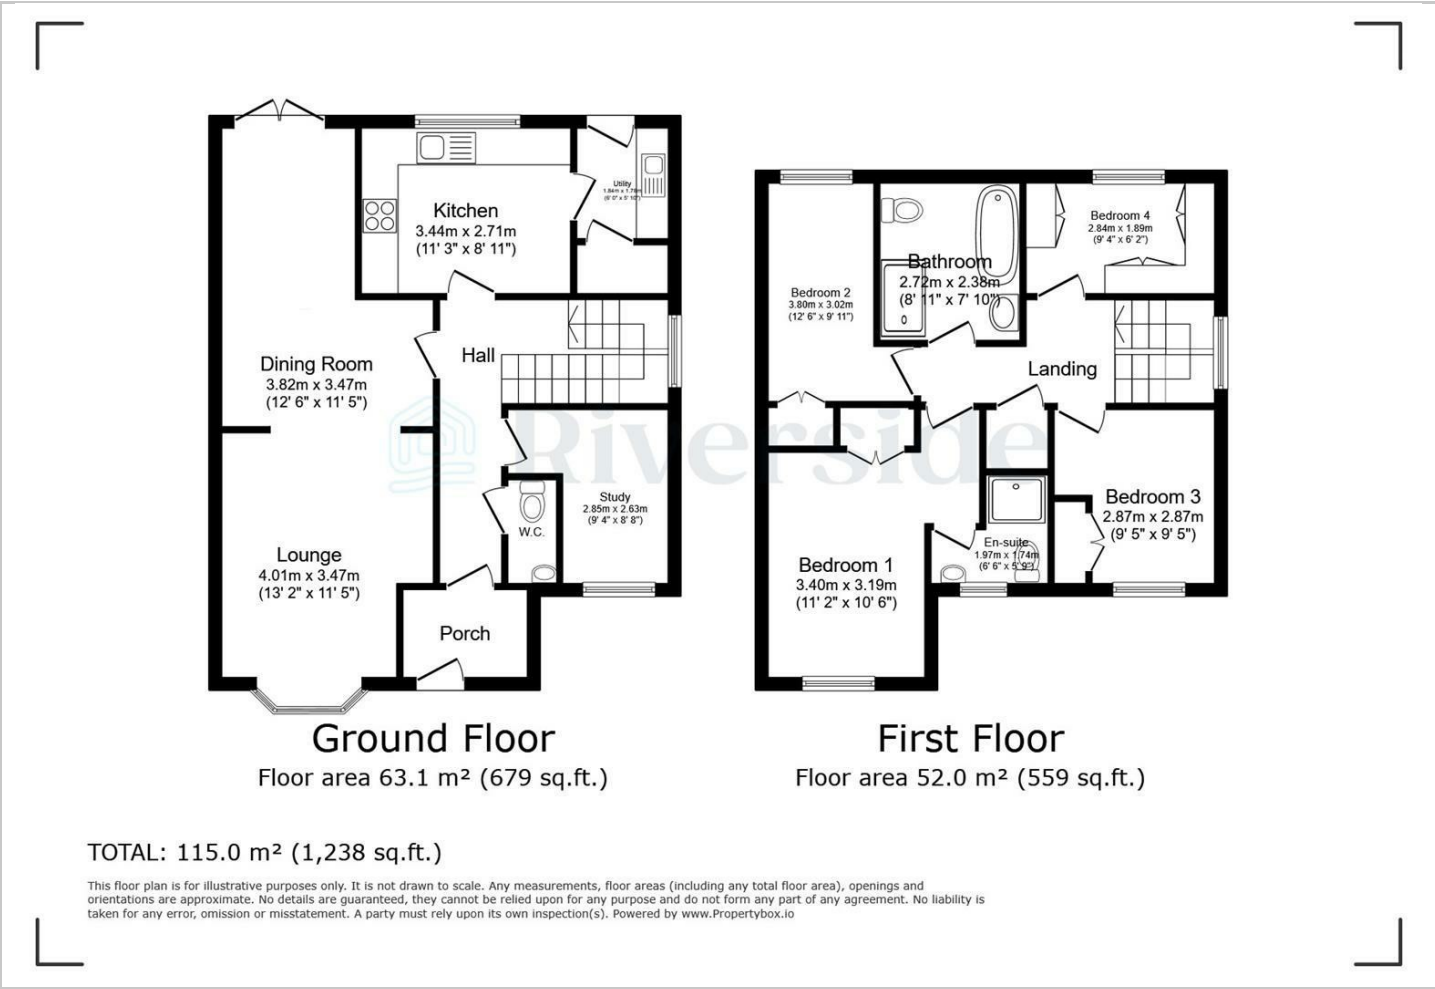 Utility
1.84m x 1.78m
(6' 0" x 5' 10")
Kitchen
3.44m x 2.71m
(11' 3" x 8' 11")
Hall
Dining Room
3.82m x 3.47m
(12' 6" x 11' 5")
Study
2.85m x 2.63m
(9' 4" x 8' 8")
W.C.
Lounge
4.01m x 3.47m
(13' 2" x 11' 5")
Porch
Ground Floor
Floor area 63.1 m² (679 sq.ft.)
Bedroom 4
2.84m x 1.89m
(9' 4" x 6' 2")
Bathroom
2.72m x 2.38m
(8' 11" x 7' 10")
Bedroom 2
3.80m x 3.02m
(12' 6" x 9' 11")
Landing
Bedroom 3
2.87m x 2.87m
(9' 5" x 9' 5")
En-suite
1.97m x 1.74m
(6' 6" x 5' 9")
Bedroom 1
3.40m x 3.19m
(11' 2" x 10' 6")
First Floor
Floor area 52.0 m² (559 sq.ft.)
Riverside
TOTAL: 115.0 m² (1,238 sq.ft.)
This floor plan is for illustrative purposes only. It is not drawn to scale. Any measurements, floor areas (including any total floor area), openings and
orientations are approximate. No details are guaranteed, they cannot be relied upon for any purpose and do not form any part of any agreement. No liability is
taken for any error, omission or misstatement. A party must rely upon its own inspection(s). Powered by www.Propertybox.io